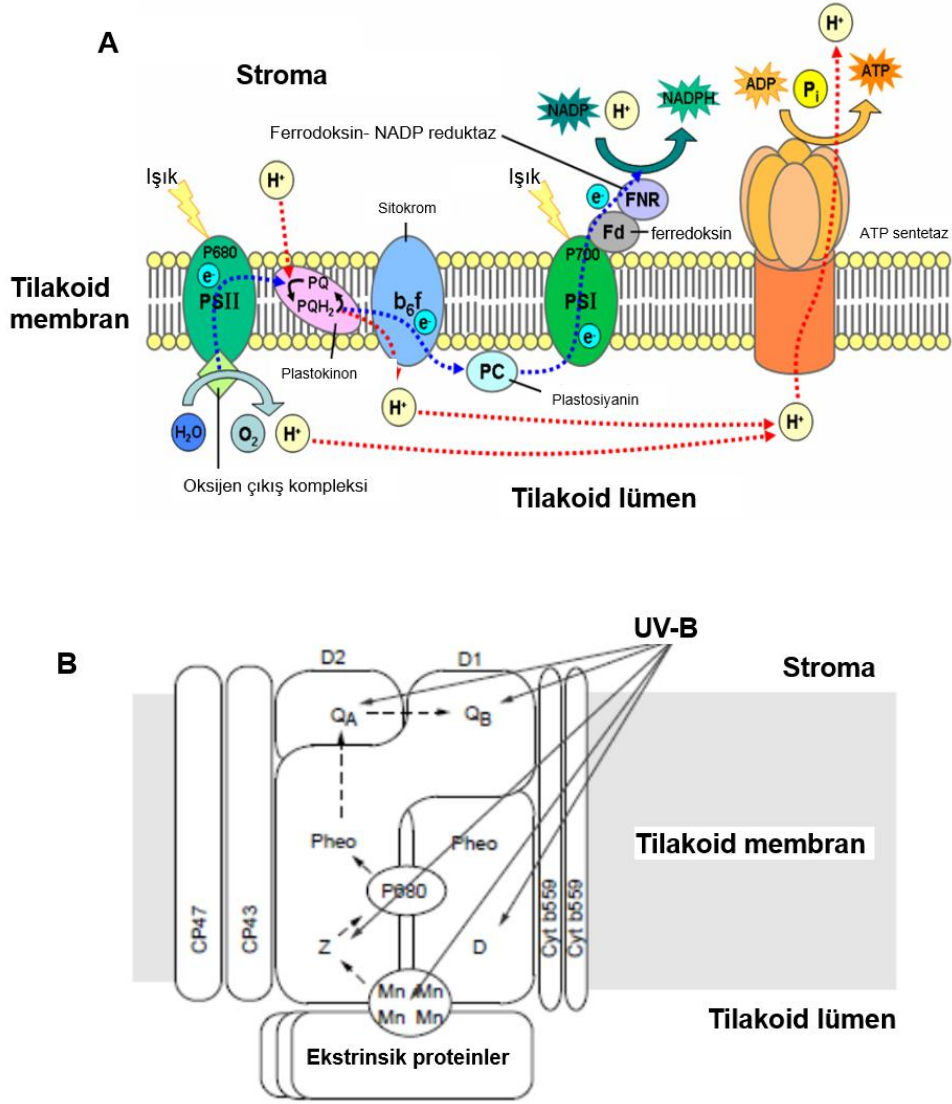 A
Stroma
H⁺
ADP
Pᵢ
ATP
NADP
H⁺
NADPH
Ferrodoksin- NADP reduktaz
Işık
H⁺
Sitokrom
Işık
e⁻
FNR
Fd
ferredoksin
ATP sentetaz
P680
P700
Tilakoid
membran
e⁻
PSII
PQ
PQH₂
b₆f
e⁻
PSI
e⁻
Plastokinon
PC
Plastosiyanin
H₂O
O₂
H⁺
H⁺
H⁺
Oksijen çıkış kompleksi
Tilakoid lümen
UV-B
B
D2
D1
Stroma
Q_A
Q_B
Pheo
Pheo
Tilakoid membran
P680
CP47
CP43
Z
D
Cyt b559
Cyt b559
Mn Mn
Mn Mn
Tilakoid lümen
Ekstrinsik proteinler